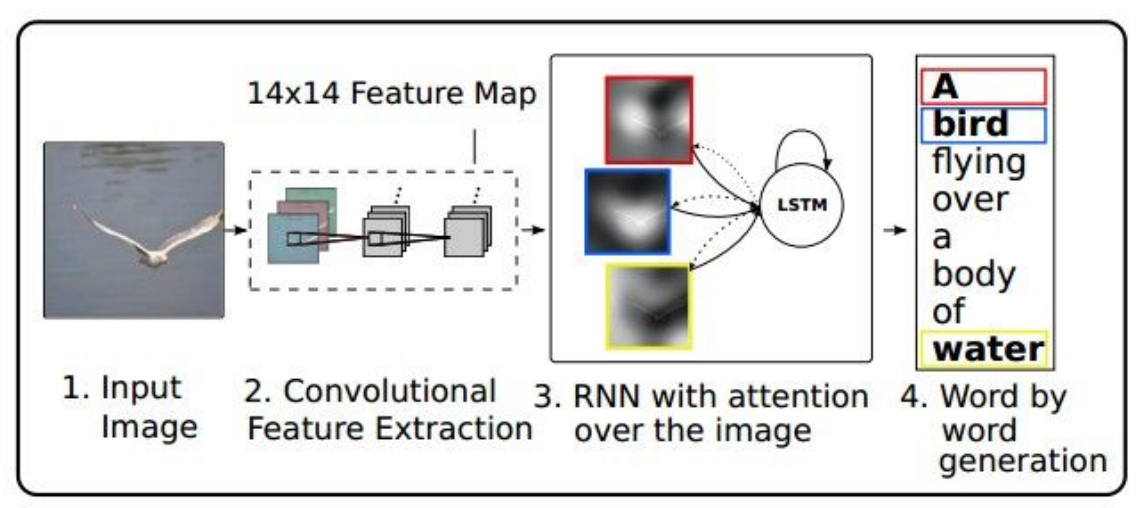 14x14 Feature Map
LSTM
A
bird
flying
over
a
body
of
water
1. Input
Image
2. Convolutional
Feature Extraction
3. RNN with attention
over the image
4. Word by
word
generation